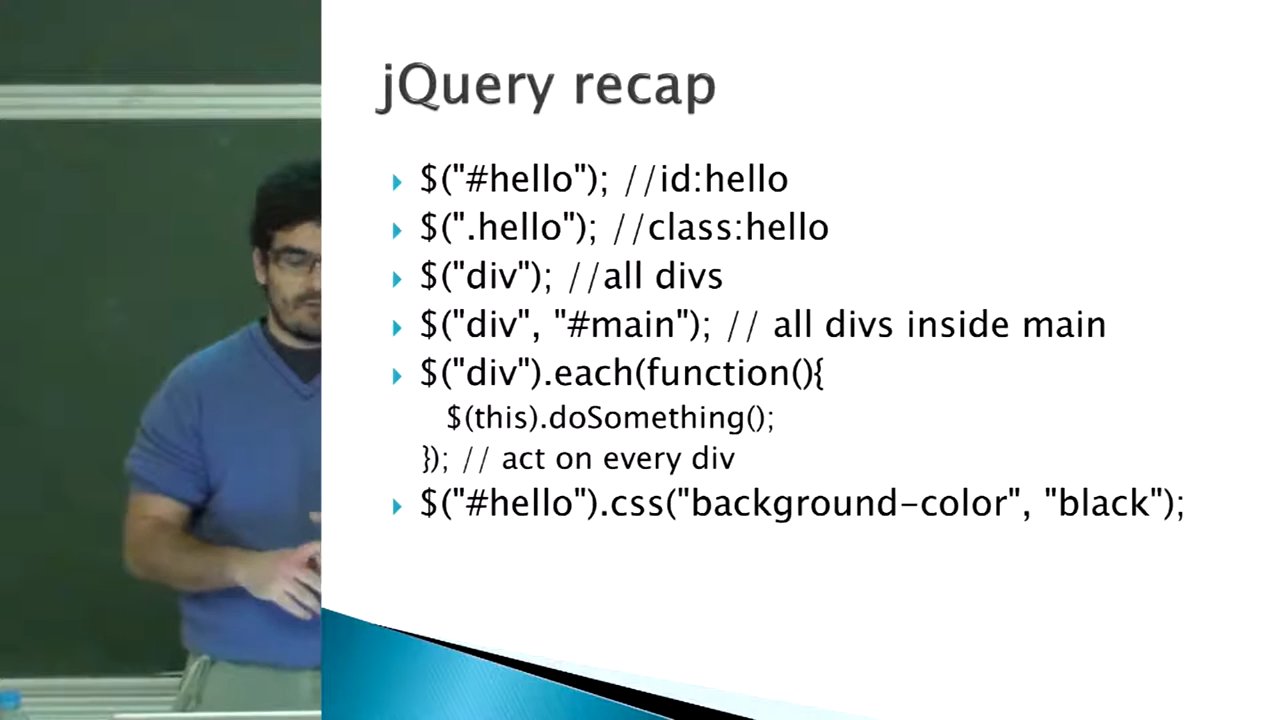 jQuery recap
$("#hello"); //id:hello
$(".hello"); //class:hello
$("div"); //all divs
$("div", "#main"); // all divs inside main
$("div").each(function(){
$(this).doSomething();
}); // act on every div
$("#hello").css("background-color", "black");